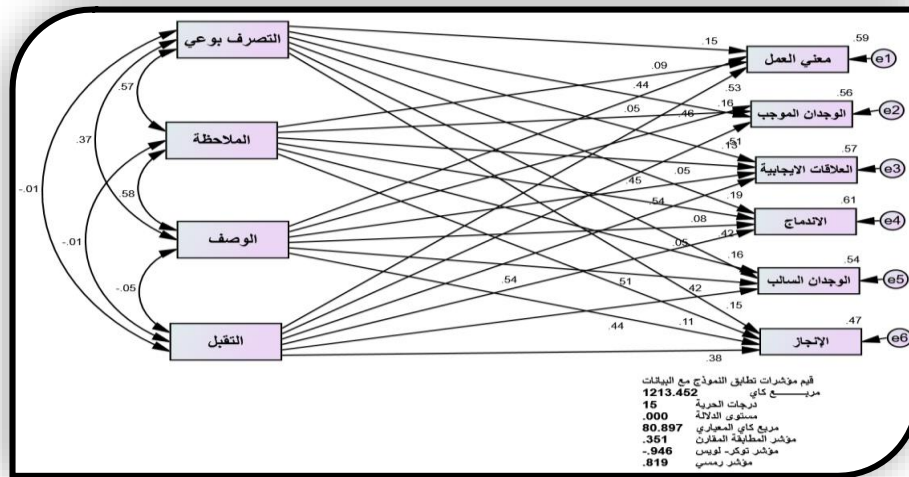 التصرف بوعي
الملاحظة
الوصف
التقبل
معني العمل
الوجدان الموجب
العلاقات الايجابية
الاندماج
الوجدان السالب
الإنجاز
e1
e2
e3
e4
e5
e6
.59
.56
.57
.61
.54
.47
.57
.37
-.01
.58
-.01
-.05
.15
.09
.44
.53
.05
.46
.16
.51
.13
.05
.45
.54
.19
.08
.42
.05
.16
.54
.51
.42
.15
.44
.11
.38
قيم مؤشرات تطابق النموذج مع البيانات
مربع كاي 1213.452
درجات الحرية 15
مستوى الدلالة .000
مربع كاي المعياري 80.897
مؤشر المطابقة المقارن .351
مؤشر توكر- لويس -.946
مؤشر رمسي .819